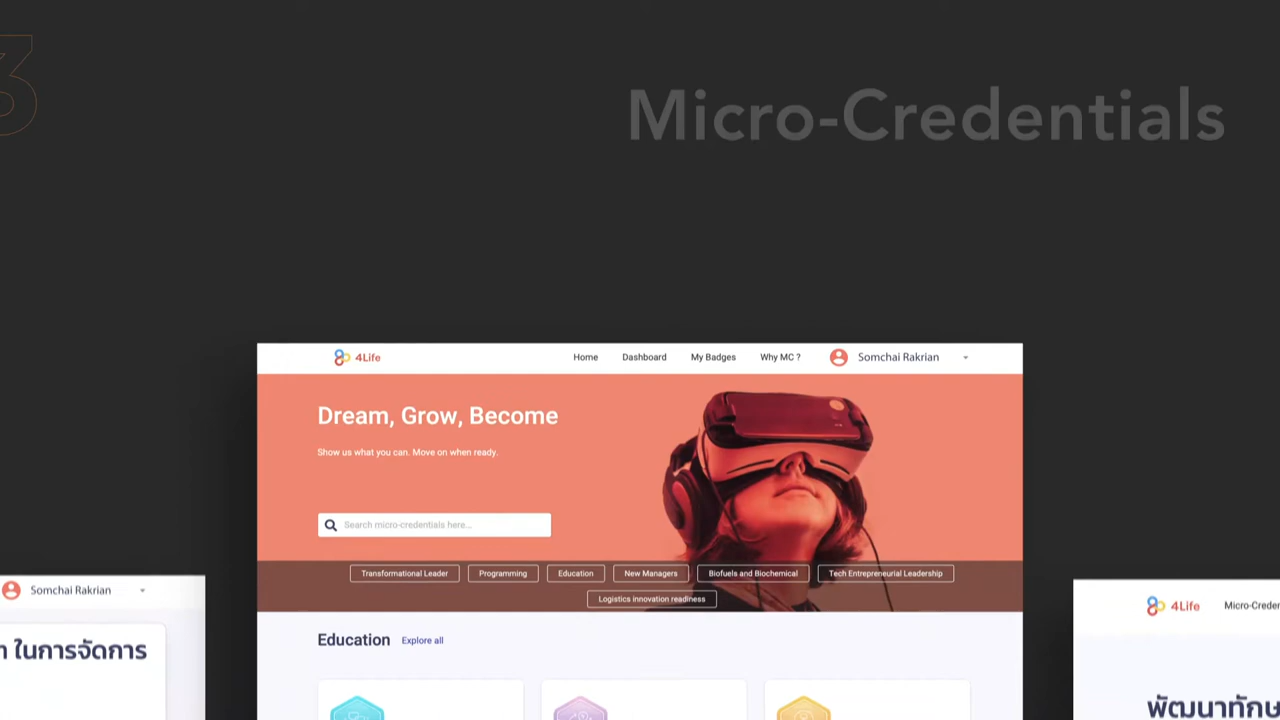 3
Micro-Credentials
4Life
Home
Dashboard
My Badges
Why MC ?
Somchai Rakrian
Dream, Grow, Become
Show us what you can. Move on when ready.
Search micro-credentials here...
Transformational Leader
Programming
Education
New Managers
Biofuels and Biochemical
Tech Entrepreneurial Leadership
Logistics innovation readiness
Education
Explore all
Somchai Rakrian
ในการจัดการ
4Life
พัฒนาทักษ